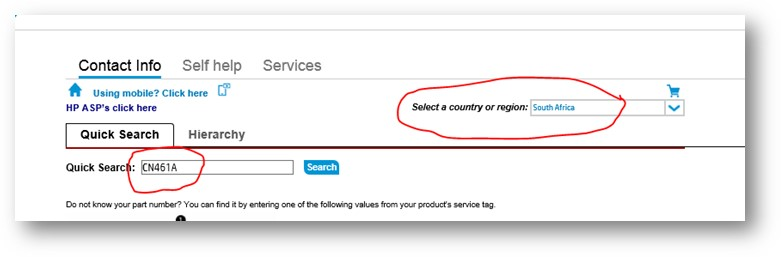 Contact Info Self help Services
Using mobile? Click here
HP ASP's click here
Select a country or region: South Africa
Quick Search Hierarchy
Quick Search: CN461A Search
Do not know your part number? You can find it by entering one of the following values from your product's service tag.